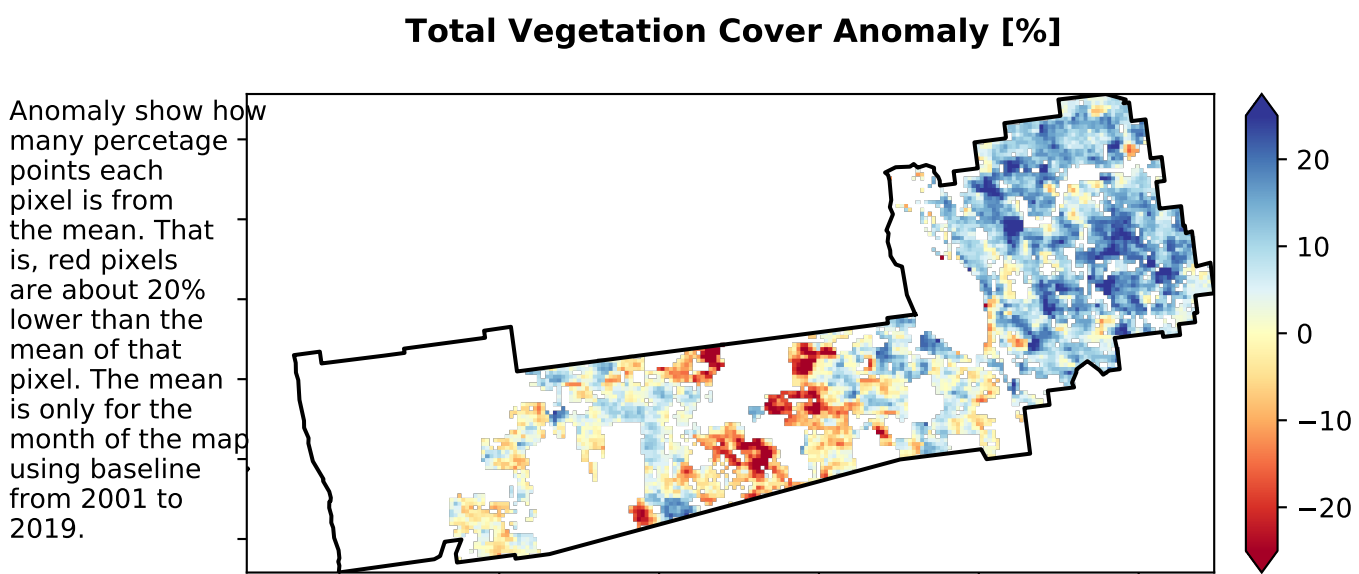 Total Vegetation Cover Anomaly [%]
Anomaly show how
many percetage
points each
pixel is from
the mean. That
is, red pixels
are about 20%
lower than the
mean of that
pixel. The mean
is only for the
month of the map
using baseline
from 2001 to
2019.
20
10
0
−10
−20